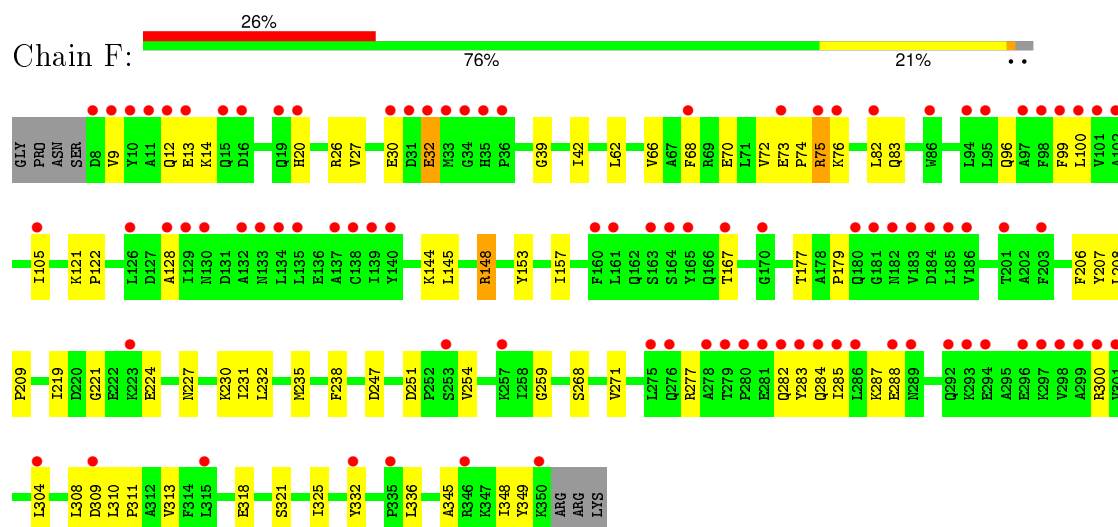 26%
Chain F:
76% 21% • •
GLY PRO ASN SER D8 V9 Y10 A11 Q12 E13 K14 Q15 D16 Q19 H20 R26 V27 E30 D31 E32 M33 G34 H35 P36 G39 I42 L62 V66 A67 F68 R69 E70 L71 V72 E73 P74 R75 K76 L82 Q83 W86 L94 L95 Q96 A97 F98 F99 L100 V101 A102
I105 K121 P122 L126 D127 A128 I129 N130 D131 A132 N133 L134 L135 E136 A137 C138 I139 Y140 K144 L145 R148 Y153 I157 F160 L161 Q162 S163 S164 Y165 Q166 T167 G170 T177 A178 P179 Q180 G181 N182 V183 D184 L185 V186 T201 A202 F203 F206 Y207 L208
P209 I219 D220 G221 E222 K223 E224 N227 K230 I231 L232 M235 F238 D247 D251 P252 S253 V254 K257 I258 G259 S268 V271 L275 Q276 R277 A278 T279 P280 E281 Q282 Y283 Q284 I285 L286 K287 E288 N289 Q292 K293 E294 A295 E296 K297 V298 A299 R300 V301
L304 L308 D309 L310 P311 A312 V313 F314 L315 E318 S321 I325 Y332 P335 L336 A345 R346 K347 I348 Y349 K350 ARG ARG LYS